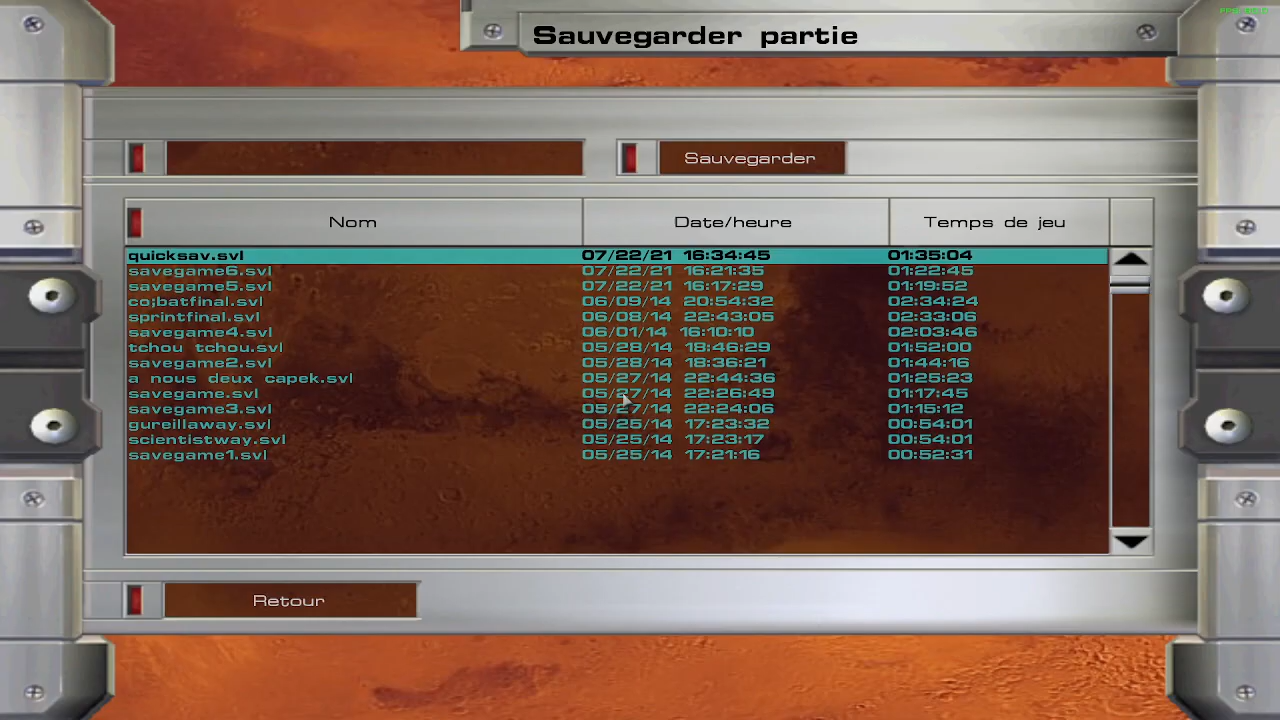 Sauvegarder partie
Sauvegarder
Nom Date/heure Temps de jeu
quicksav.svl 07/22/21 16:34:45 01:35:04
savegame6.svl 07/22/21 16:21:35 01:22:45
savegame5.svl 07/22/21 16:17:29 01:19:52
cojbatfinal.svl 06/09/14 20:54:32 02:34:24
sprintfinal.svl 06/08/14 22:43:05 02:33:06
savegame4.svl 06/01/14 16:10:10 02:03:46
tchou tchou.svl 05/28/14 18:46:29 01:52:00
savegame2.svl 05/28/14 18:36:21 01:44:16
a nous deux capek.svl 05/27/14 22:44:36 01:25:23
savegame.svl 05/27/14 22:26:49 01:17:45
savegame3.svl 05/27/14 22:24:06 01:15:12
gureillaway.svl 05/25/14 17:23:32 00:54:01
scientistway.svl 05/25/14 17:23:17 00:54:01
savegame1.svl 05/25/14 17:21:16 00:52:31
Retour